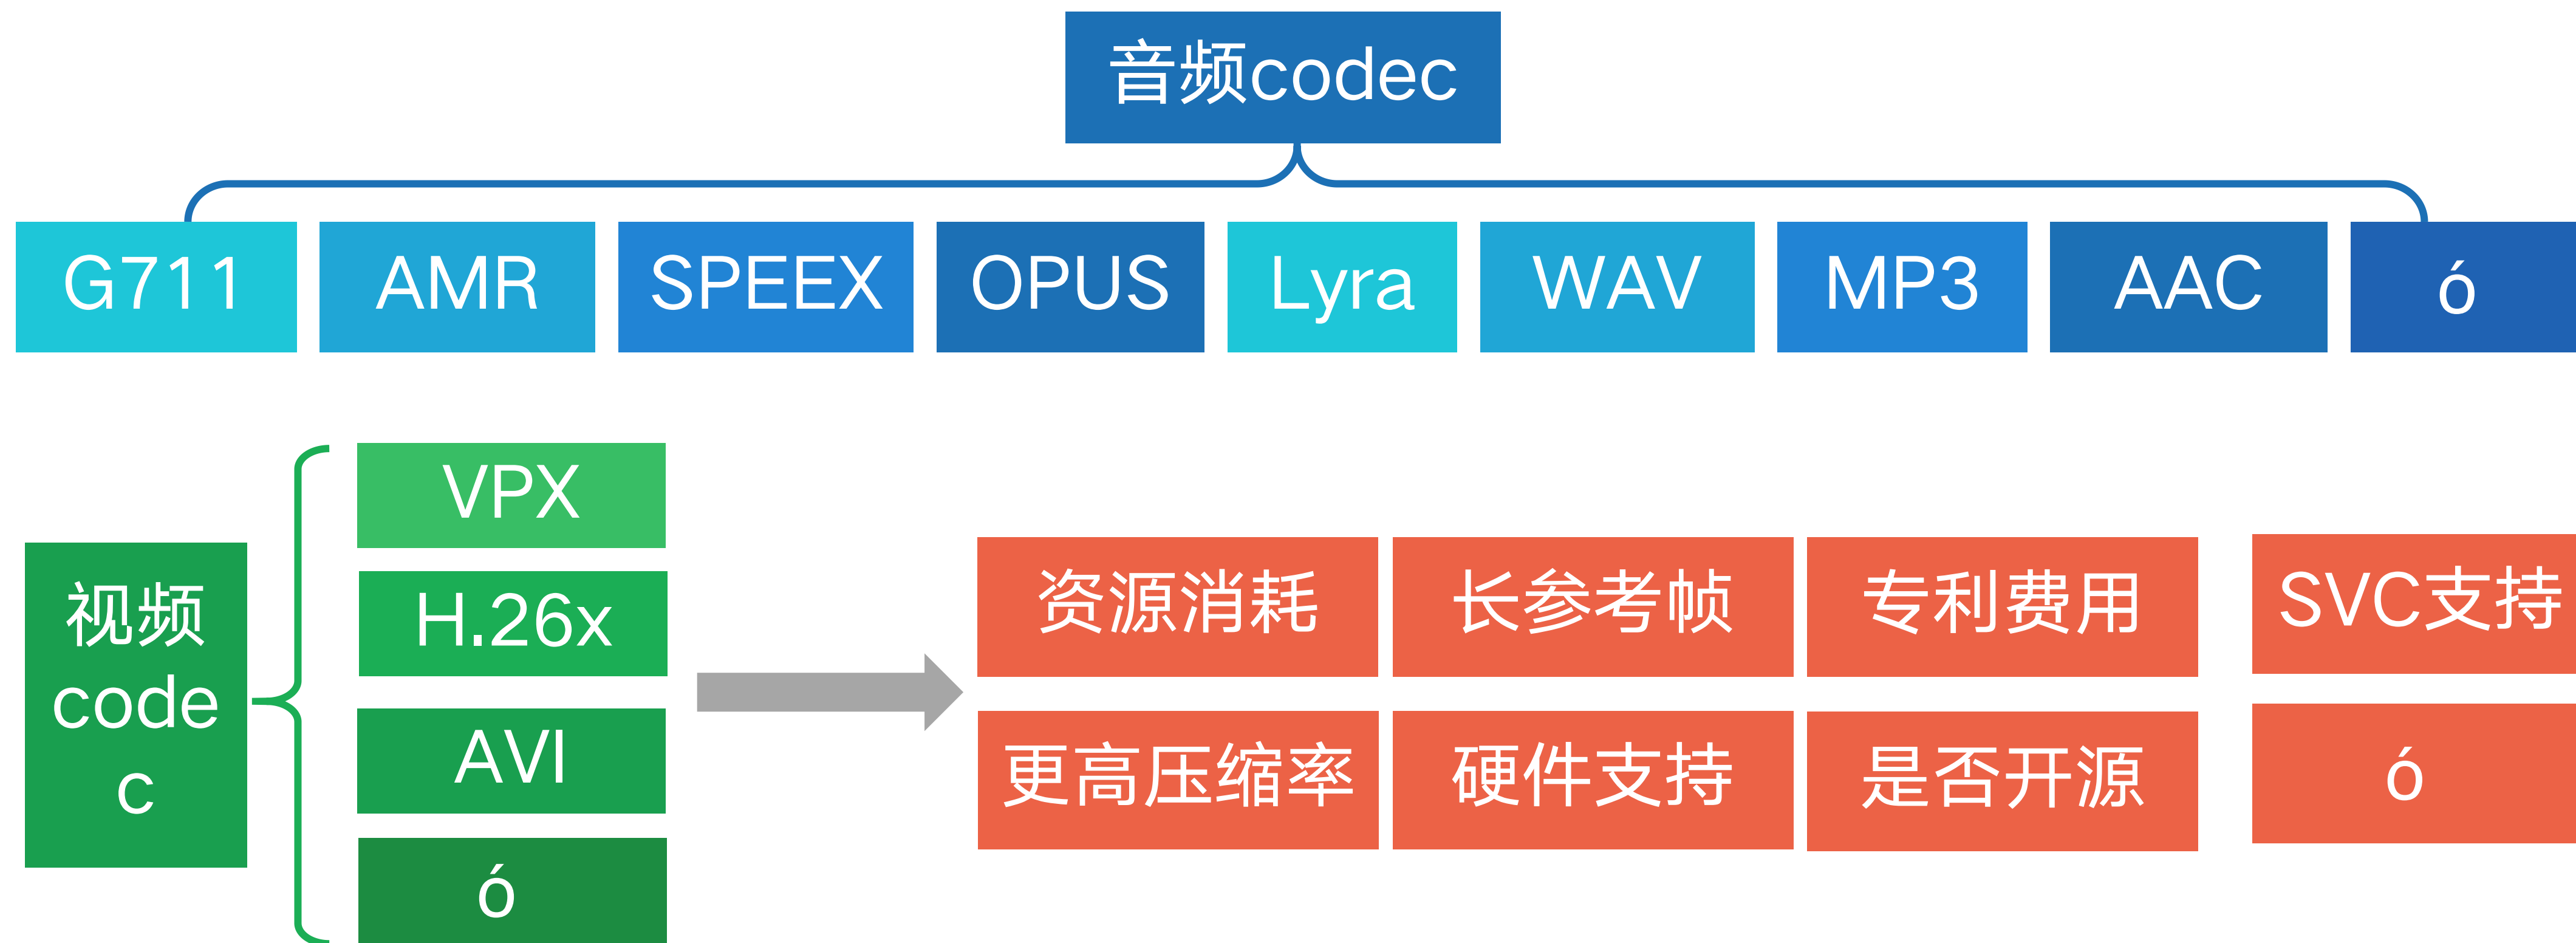 音频codec
G711
AMR
SPEEX
OPUS
Lyra
WAV
MP3
AAC
ó
视频
code
c
VPX
H.26x
AVI
ó
资源消耗
长参考帧
专利费用
SVC支持
更高压缩率
硬件支持
是否开源
ó